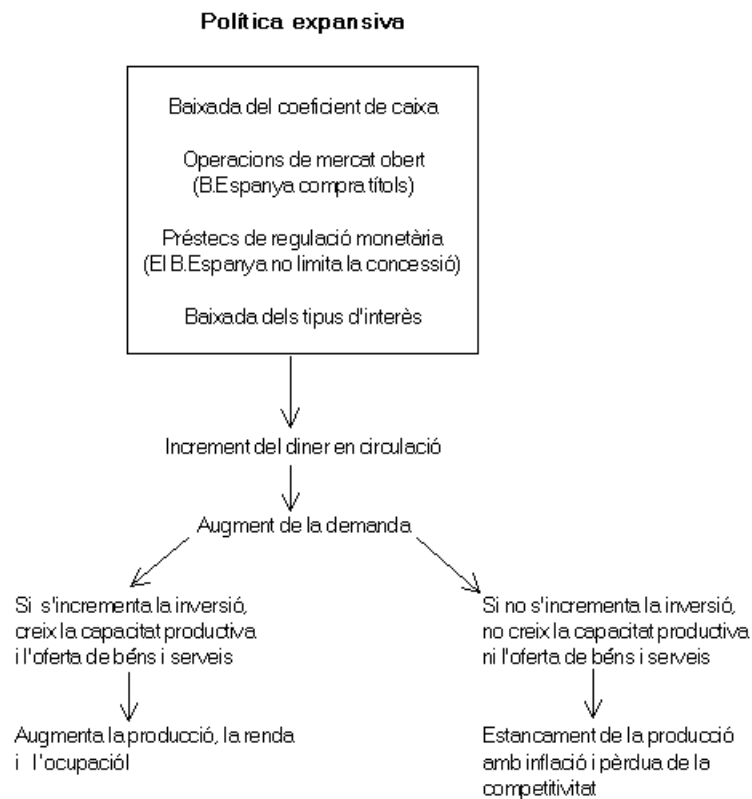 Política expansiva
Baixada del coeficient de caixa
Operacions de mercat obert
(B.Espanya compra títols)
Préstecs de regulació monetària
(El B.Espanya no limita la concessió)
Baixada dels tipus d'interès
Increment del diner en circulació
Augment de la demanda
Si s'incrementa la inversió,
creix la capacitat productiva
i l'oferta de béns i serveis
Si no s'incrementa la inversió,
no creix la capacitat productiva
ni l'oferta de béns i serveis
Augmenta la producció, la renda
i l'ocupaciól
Estancament de la producció
amb inflació i pèrdua de la
competitivitat